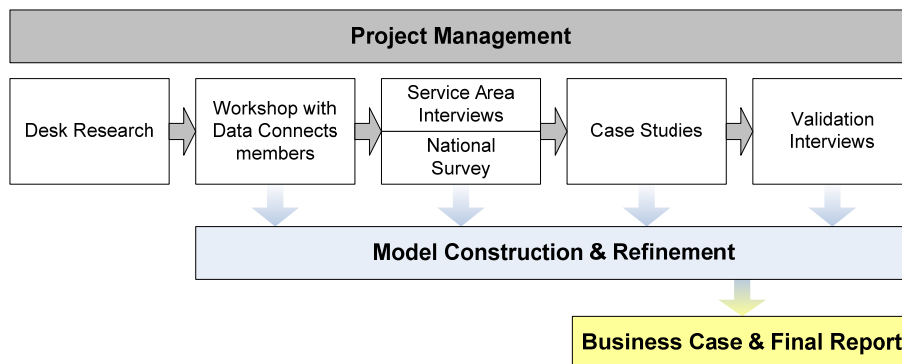 Project Management
Desk Research
Workshop with
Data Connects
members
Service Area
Interviews
National
Survey
Case Studies
Validation
Interviews
Model Construction & Refinement
Business Case & Final Report